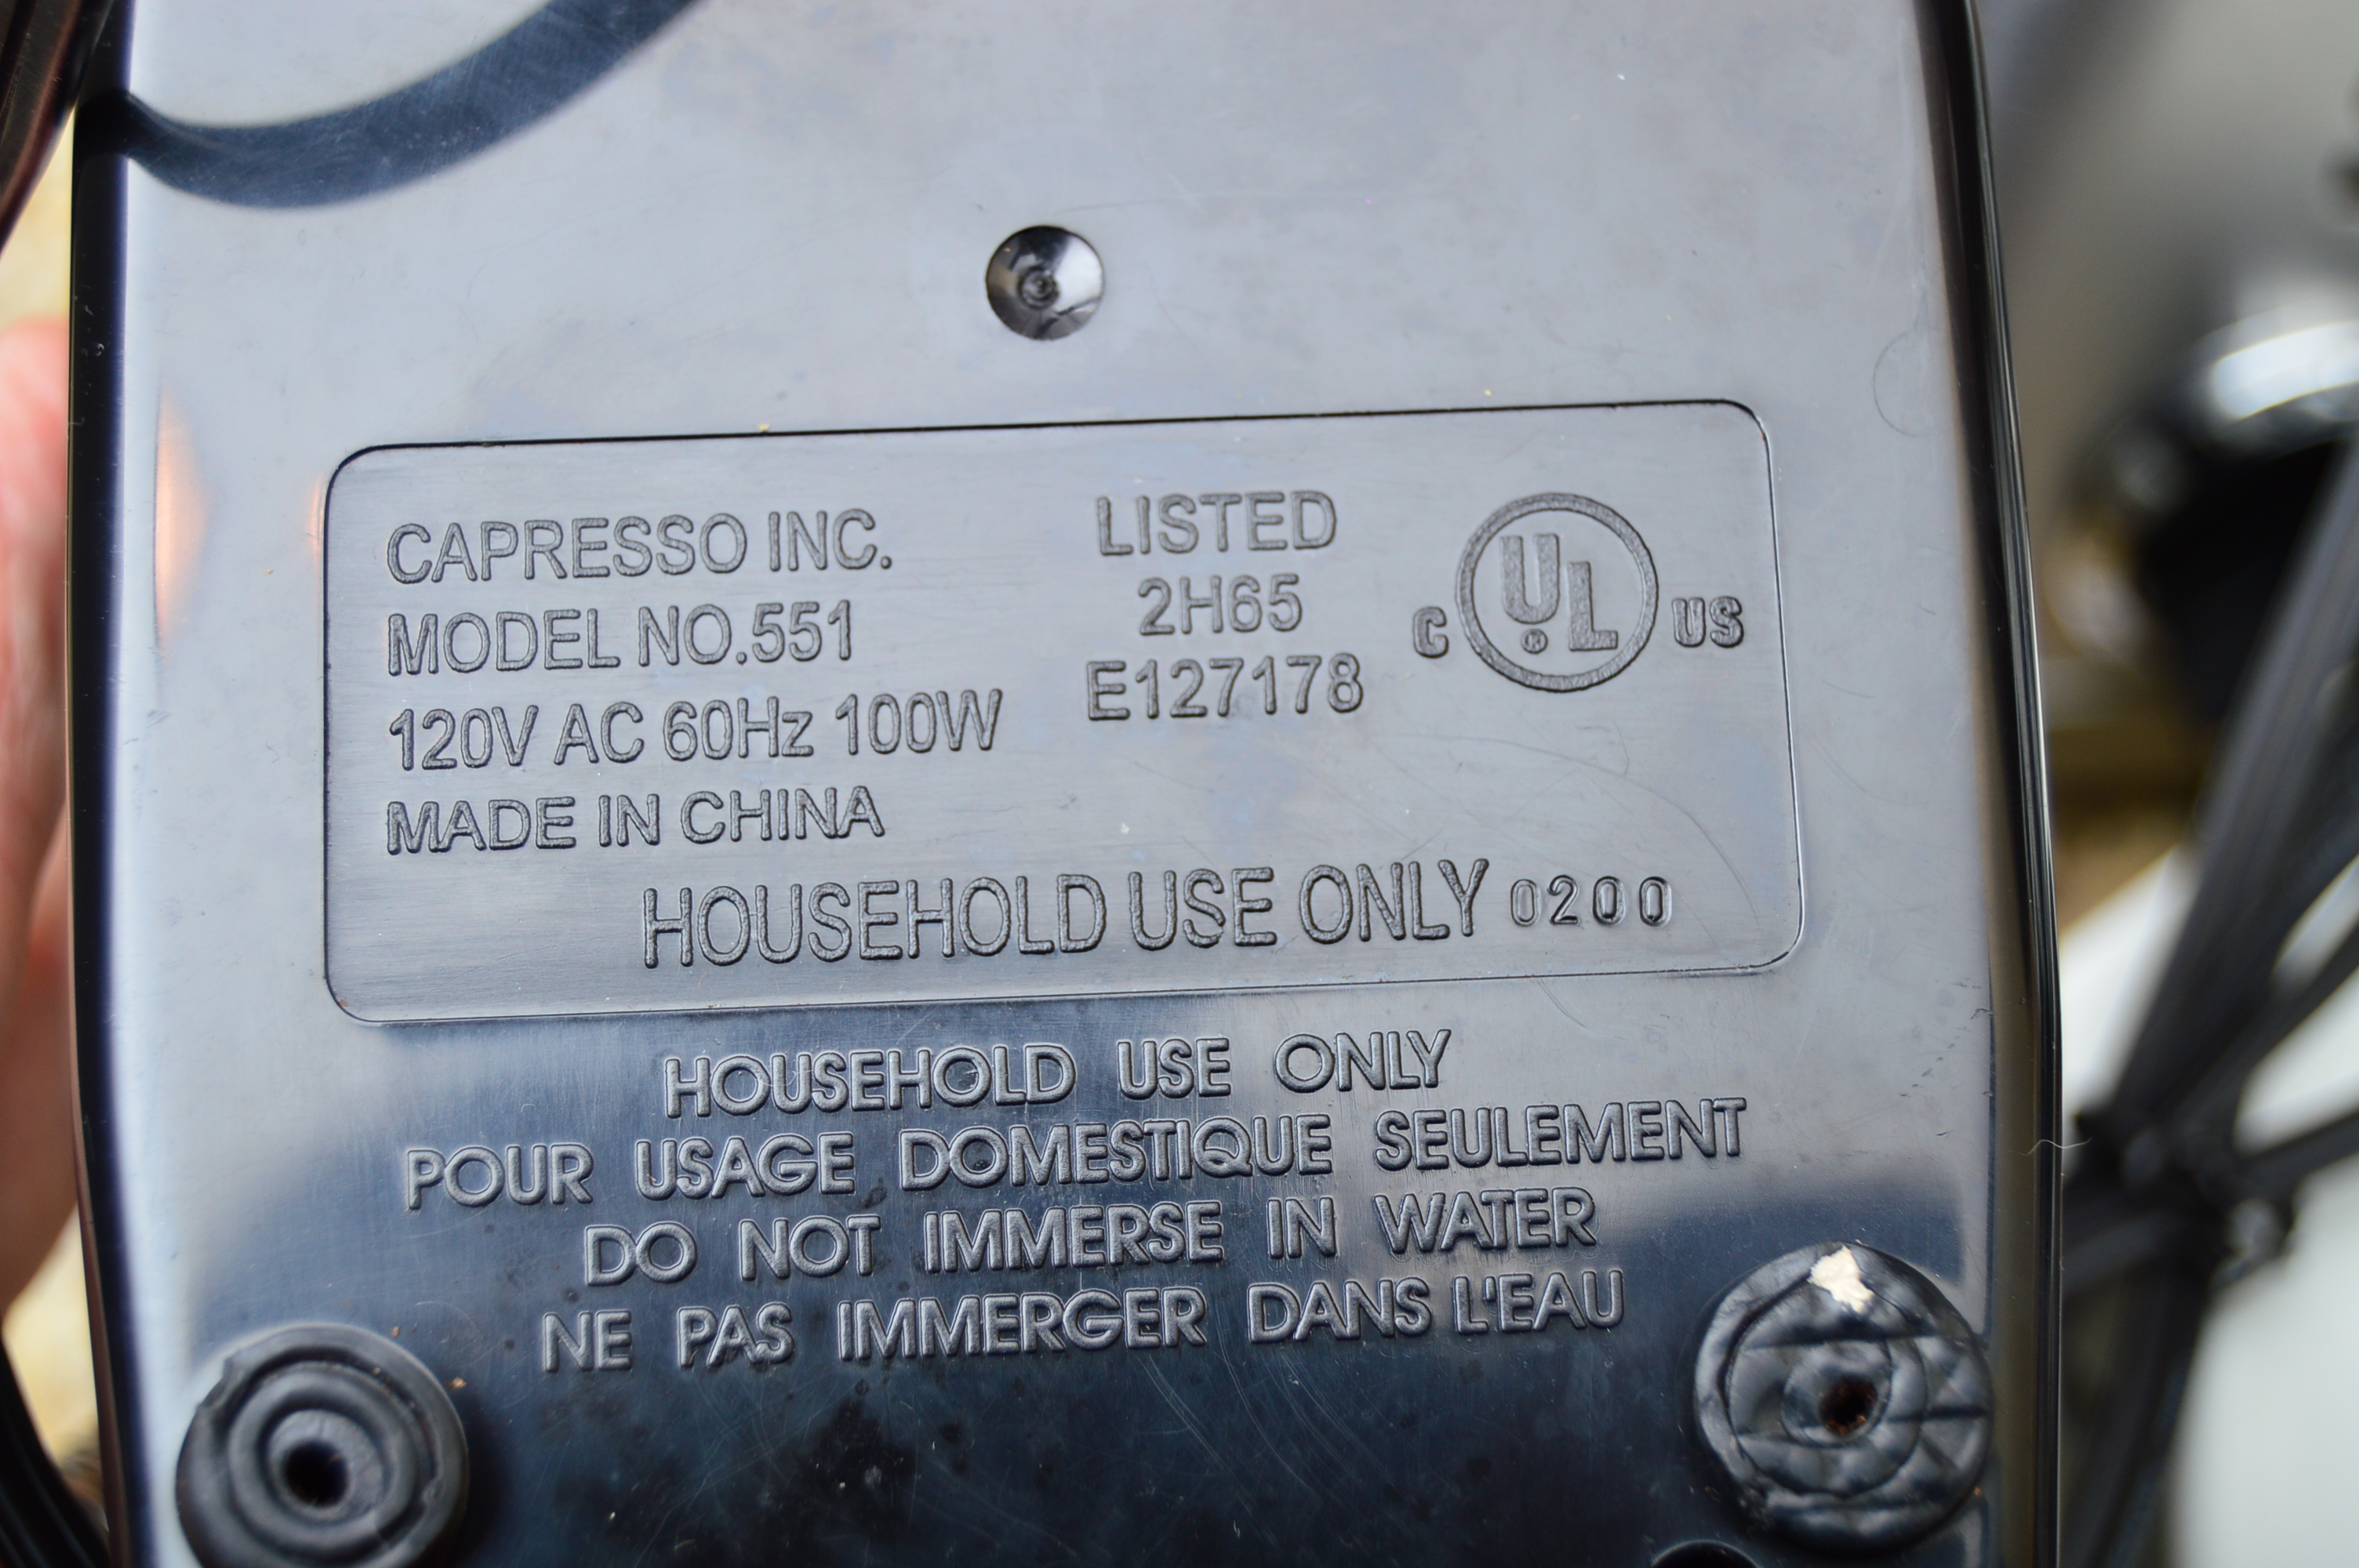 CAPRESSO INC.
MODEL NO.551
120V AC 60Hz 100W
MADE IN CHINA
LISTED
2H65
E127178
C UL® US
HOUSEHOLD USE ONLY 0200
HOUSEHOLD USE ONLY
POUR USAGE DOMESTIQUE SEULEMENT
DO NOT IMMERSE IN WATER
NE PAS IMMERGER DANS L'EAU